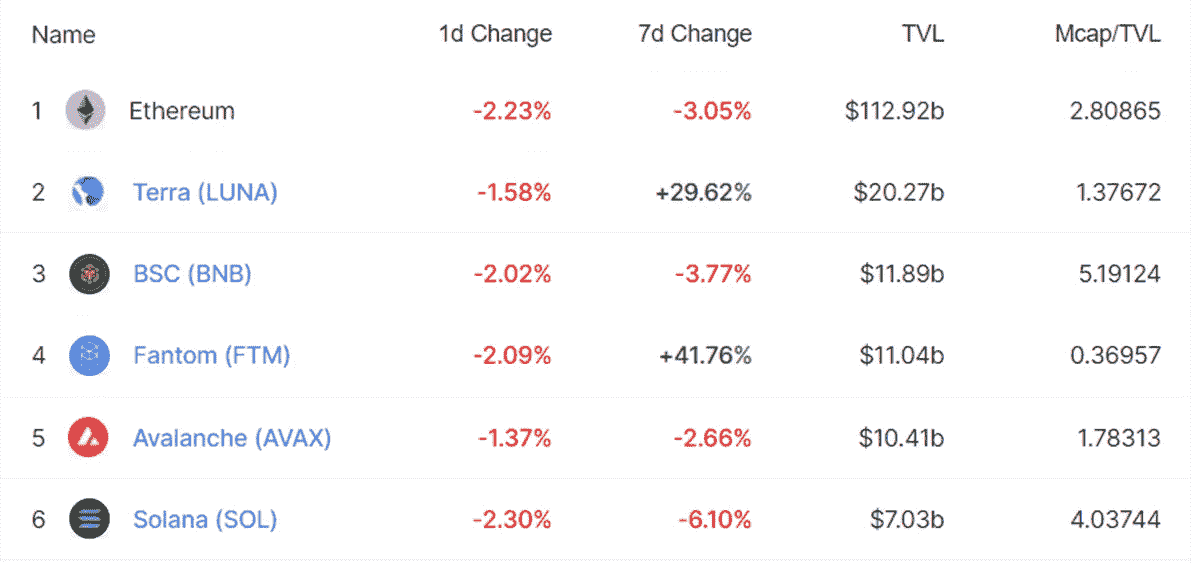 Name 1d Change 7d Change TVL Mcap/TVL
1 Ethereum -2.23% -3.05% $112.92b 2.80865
2 Terra (LUNA) -1.58% +29.62% $20.27b 1.37672
3 BSC (BNB) -2.02% -3.77% $11.89b 5.19124
4 Fantom (FTM) -2.09% +41.76% $11.04b 0.36957
5 Avalanche (AVAX) -1.37% -2.66% $10.41b 1.78313
6 Solana (SOL) -2.30% -6.10% $7.03b 4.03744